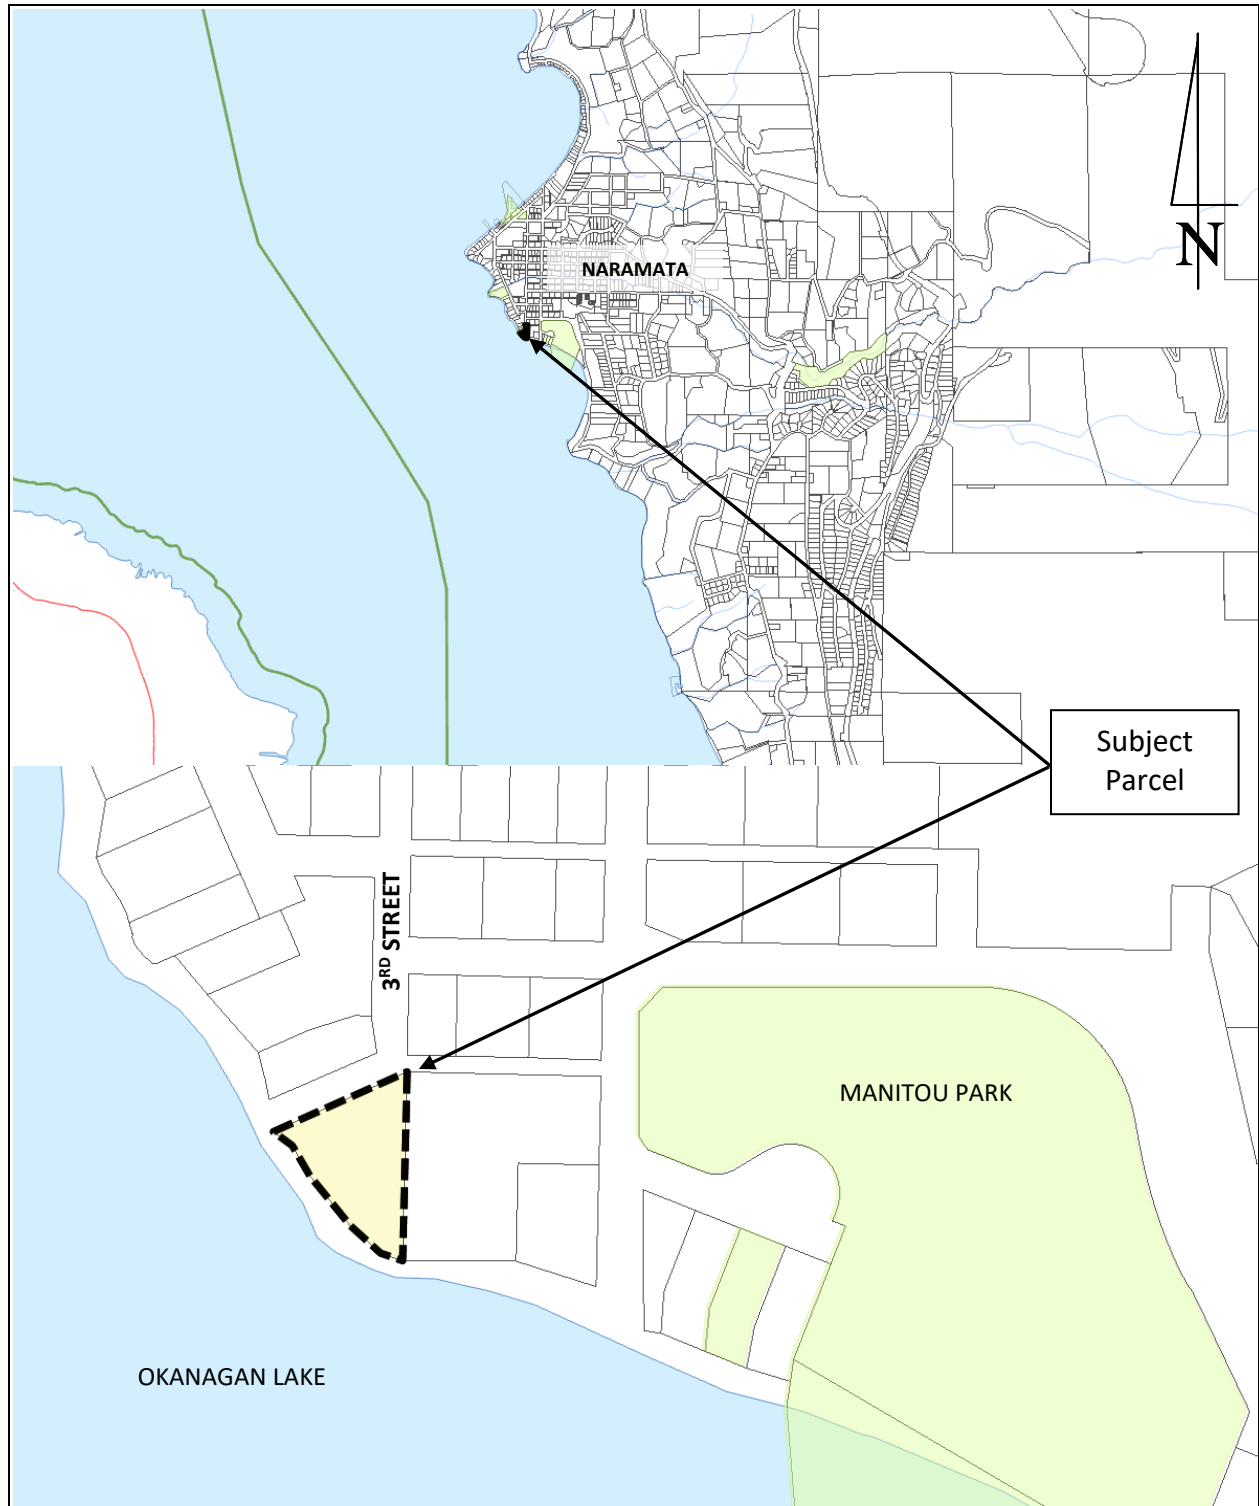 N
NARAMATA
Subject
Parcel
3RD STREET
MANITOU PARK
OKANAGAN LAKE